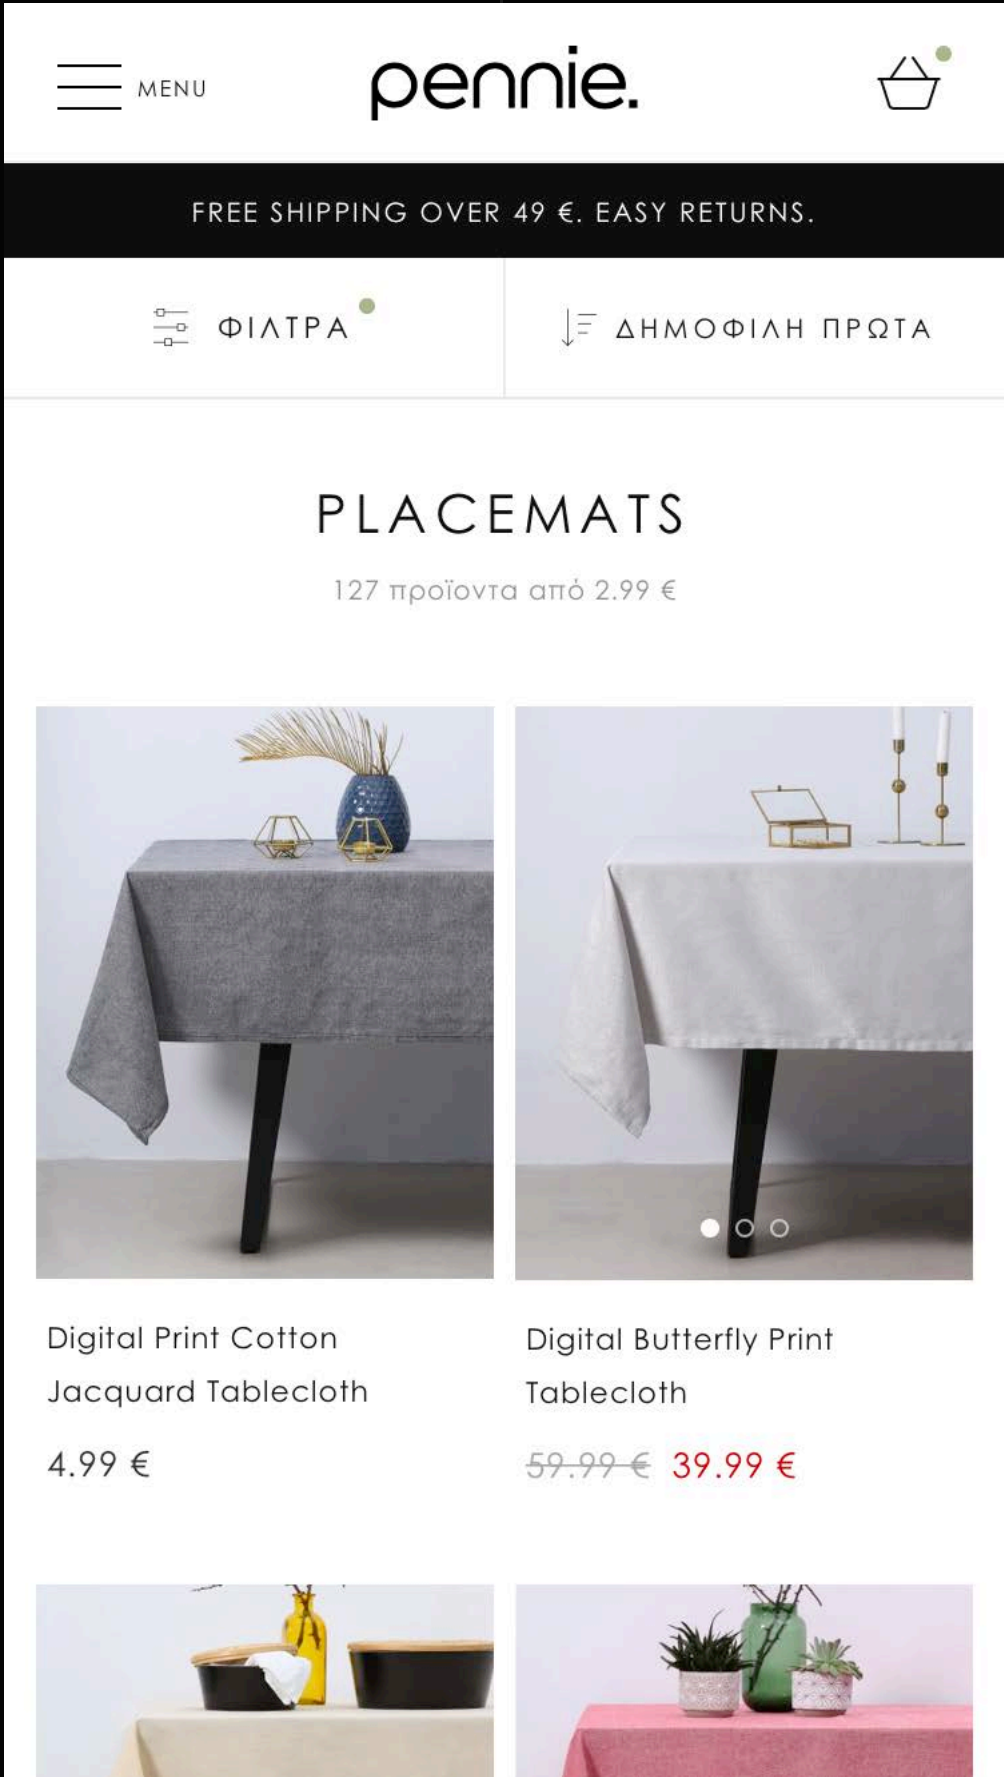 MENU
pennie.
FREE SHIPPING OVER 49 €. EASY RETURNS.
ΦΙΛΤΡΑ
ΔΗΜΟΦΙΛΗ ΠΡΩΤΑ
PLACEMATS
127 προϊοντα από 2.99 €
Digital Print Cotton
Jacquard Tablecloth
4.99 €
Digital Butterfly Print
Tablecloth
59.99 € 39.99 €